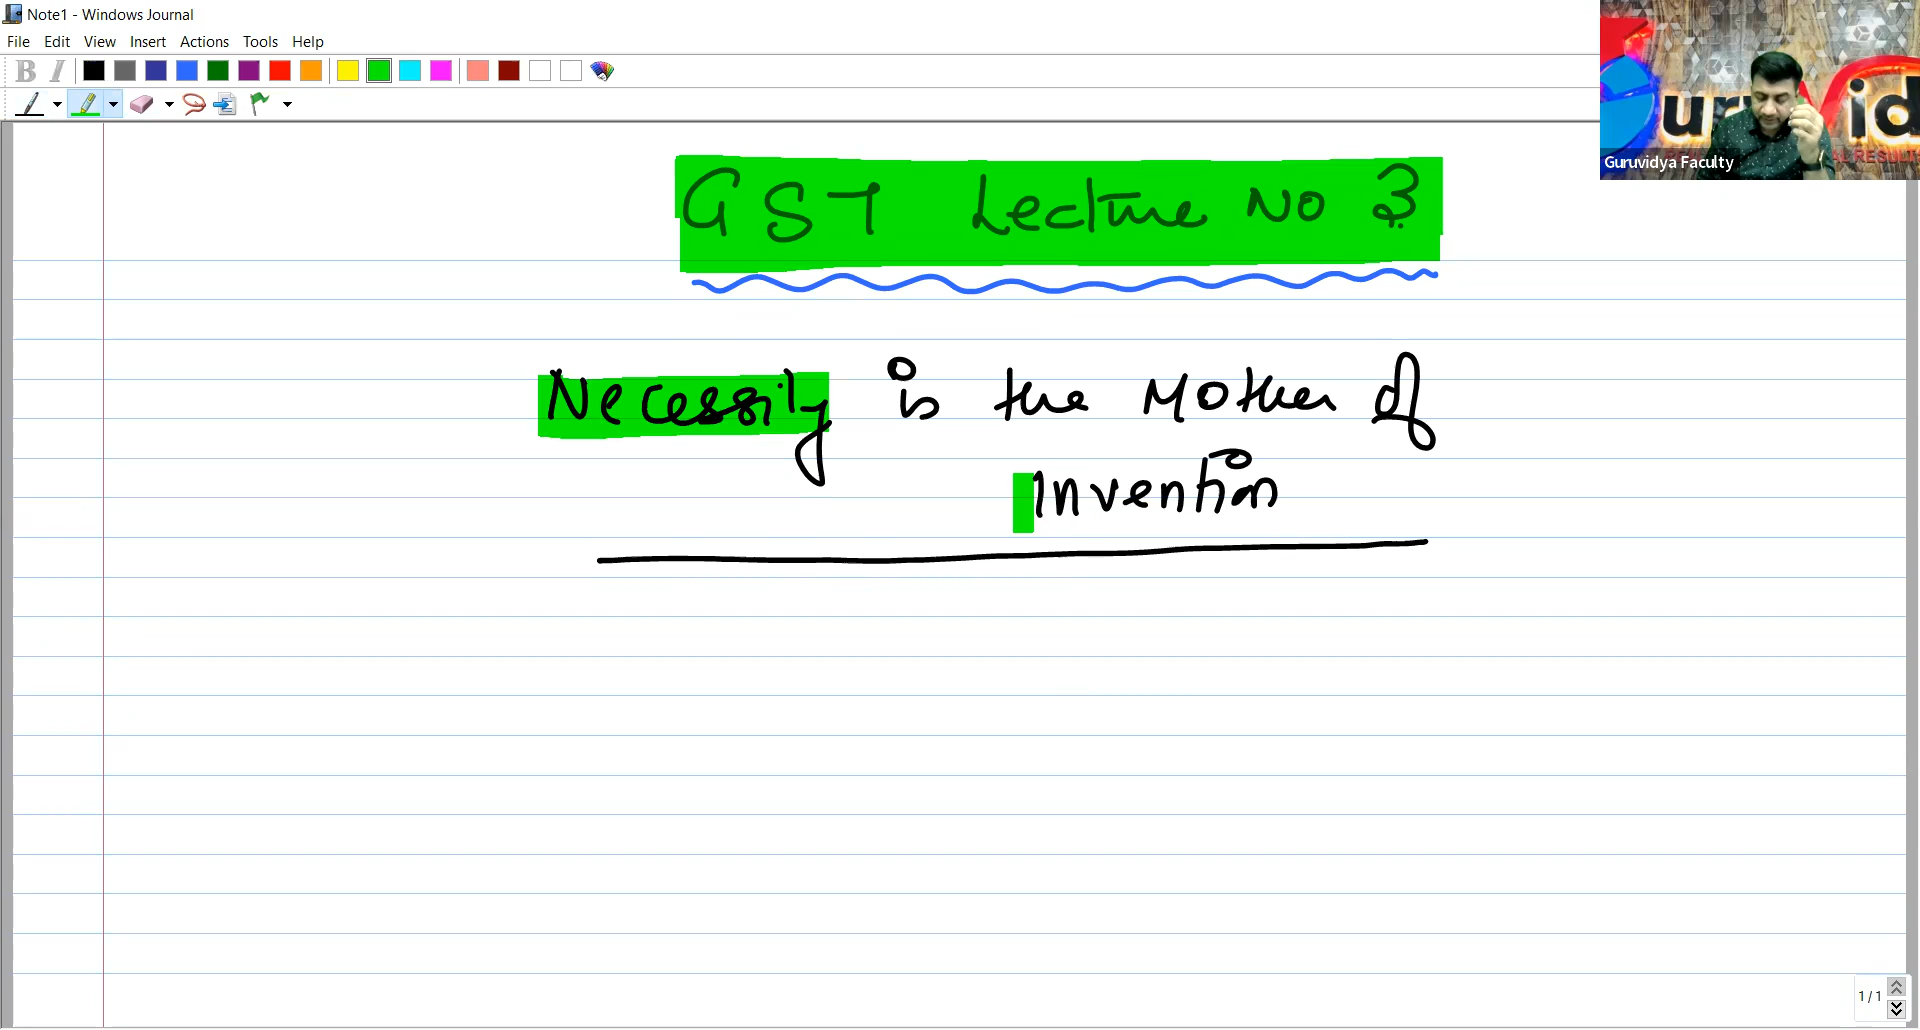 Note1 - Windows Journal
File Edit View Insert Actions Tools Help
B I
GST Lecture No 3
Necessity is the Mother of
Invention
Guruvidya Faculty
1 / 1